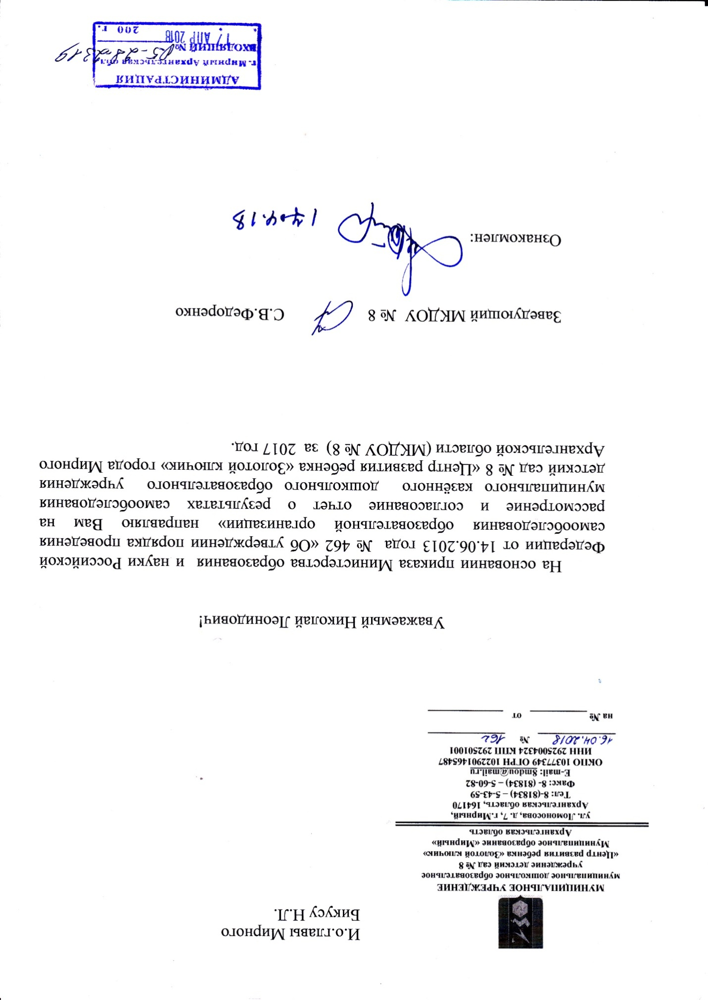 И.о.главы Мирного
Бикусу Н.Л.
МУНИЦИПАЛЬНОЕ УЧРЕЖДЕНИЕ
муниципальное дошкольное образовательное
учреждение детский сад № 8
«Центр развития ребенка «Золотой ключик»
Муниципальное образование «Мирный»
Архангельская область
ул. Ломоносова, д. 7, г.Мирный,
Архангельская область, 164170
Тел: 8-(81834) – 5-43-59
Факс: 8- (81834) – 5-60-82
E-mail: 8mdou@mail.ru
ОКПО 10377349 ОГРН 1022901465487
ИНН 2925004324 КПП 292501001
16.04.2018 № 162
на № от
Уважаемый Николай Леонидович!
На основании приказа Министерства образования и науки Российской
Федерации от 14.06.2013 года № 462 «Об утверждении порядка проведения
самообследования образовательной организации» направляю Вам на
рассмотрение и согласование отчет о результатах самообследования
муниципального казённого дошкольного образовательного учреждения
детский сад № 8 «Центр развития ребенка «Золотой ключик» города Мирного
Архангельской области (МКДОУ № 8) за 2017 год.
Заведующий МКДОУ № 8 С.В.Федоренко
Ознакомлен: 17.04.18
АДМИНИСТРАЦИЯ
г. Мирный Архангельская обл.
ВХОДЯЩИЙ №
17 АПР 2018
200 г.